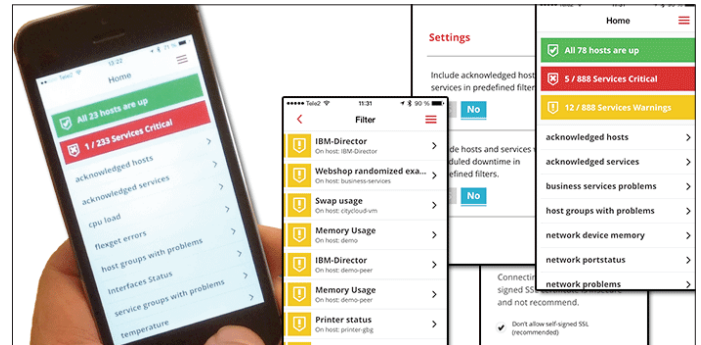 Tele2
12:22
71 %
Home
All 23 hosts are up
1 / 233 Services Critical
acknowledged hosts
acknowledged services
cpu load
flexget errors
host groups with problems
Interfaces Status
service groups with problems
temperature
Tele2
11:31
90 %
Filter
IBM-Director
On host: IBM-Director
Webshop randomized exa...
On host: business-services
Swap usage
On host: citycloud-vm
Memory Usage
On host: demo
IBM-Director
On host: demo-peer
Memory Usage
On host: demo-peer
Printer status
On host: printer-gbg
Settings
Include acknowledged host
services in predefined filter
No
de hosts and services
duled downtime in
efined filters.
No
Connectin
signed SS
and not recommend.
Don't allow self-signed SSL
(recommended)
Home
All 78 hosts are up
5 / 888 Services Critical
12 / 888 Services Warnings
acknowledged hosts
acknowledged services
business services problems
host groups with problems
network device memory
network portstatus
network problems